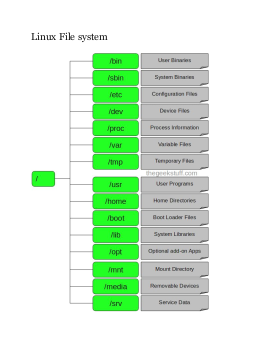 Linux File system
/bin User Binaries
/sbin System Binaries
/etc Configuration Files
/dev Device Files
/proc Process Information
/var Variable Files
/tmp Temporary Files
thegeekstuff.com
/
/usr User Programs
/home Home Directories
/boot Boot Loader Files
/lib System Libraries
/opt Optional add-on Apps
/mnt Mount Directory
/media Removable Devices
/srv Service Data